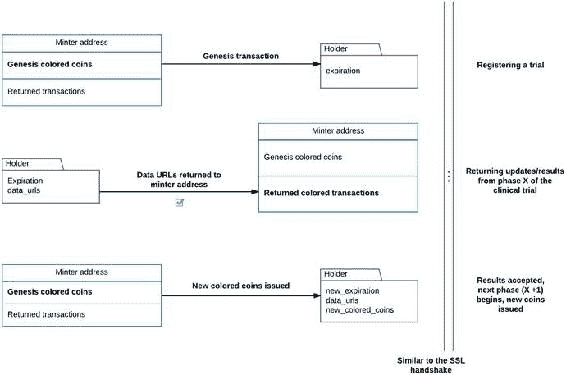 Minter address
Genesis colored coins
Returned transactions
Genesis transaction
Holder
expiration
Registering a trial
Holder
Expiration
data_urls
Data URLs returned to
minter address
Minter address
Genesis colored coins
Returned colored transactions
Returning updates/results
from phase X of the
clinical trial
Minter address
Genesis colored coins
Returned transactions
New colored coins issued
Holder
new_expiration
data_urls
new_colored_coins
Results accepted,
next phase (X +1)
begins, new coins
issued
Similar to the SSL
handshake